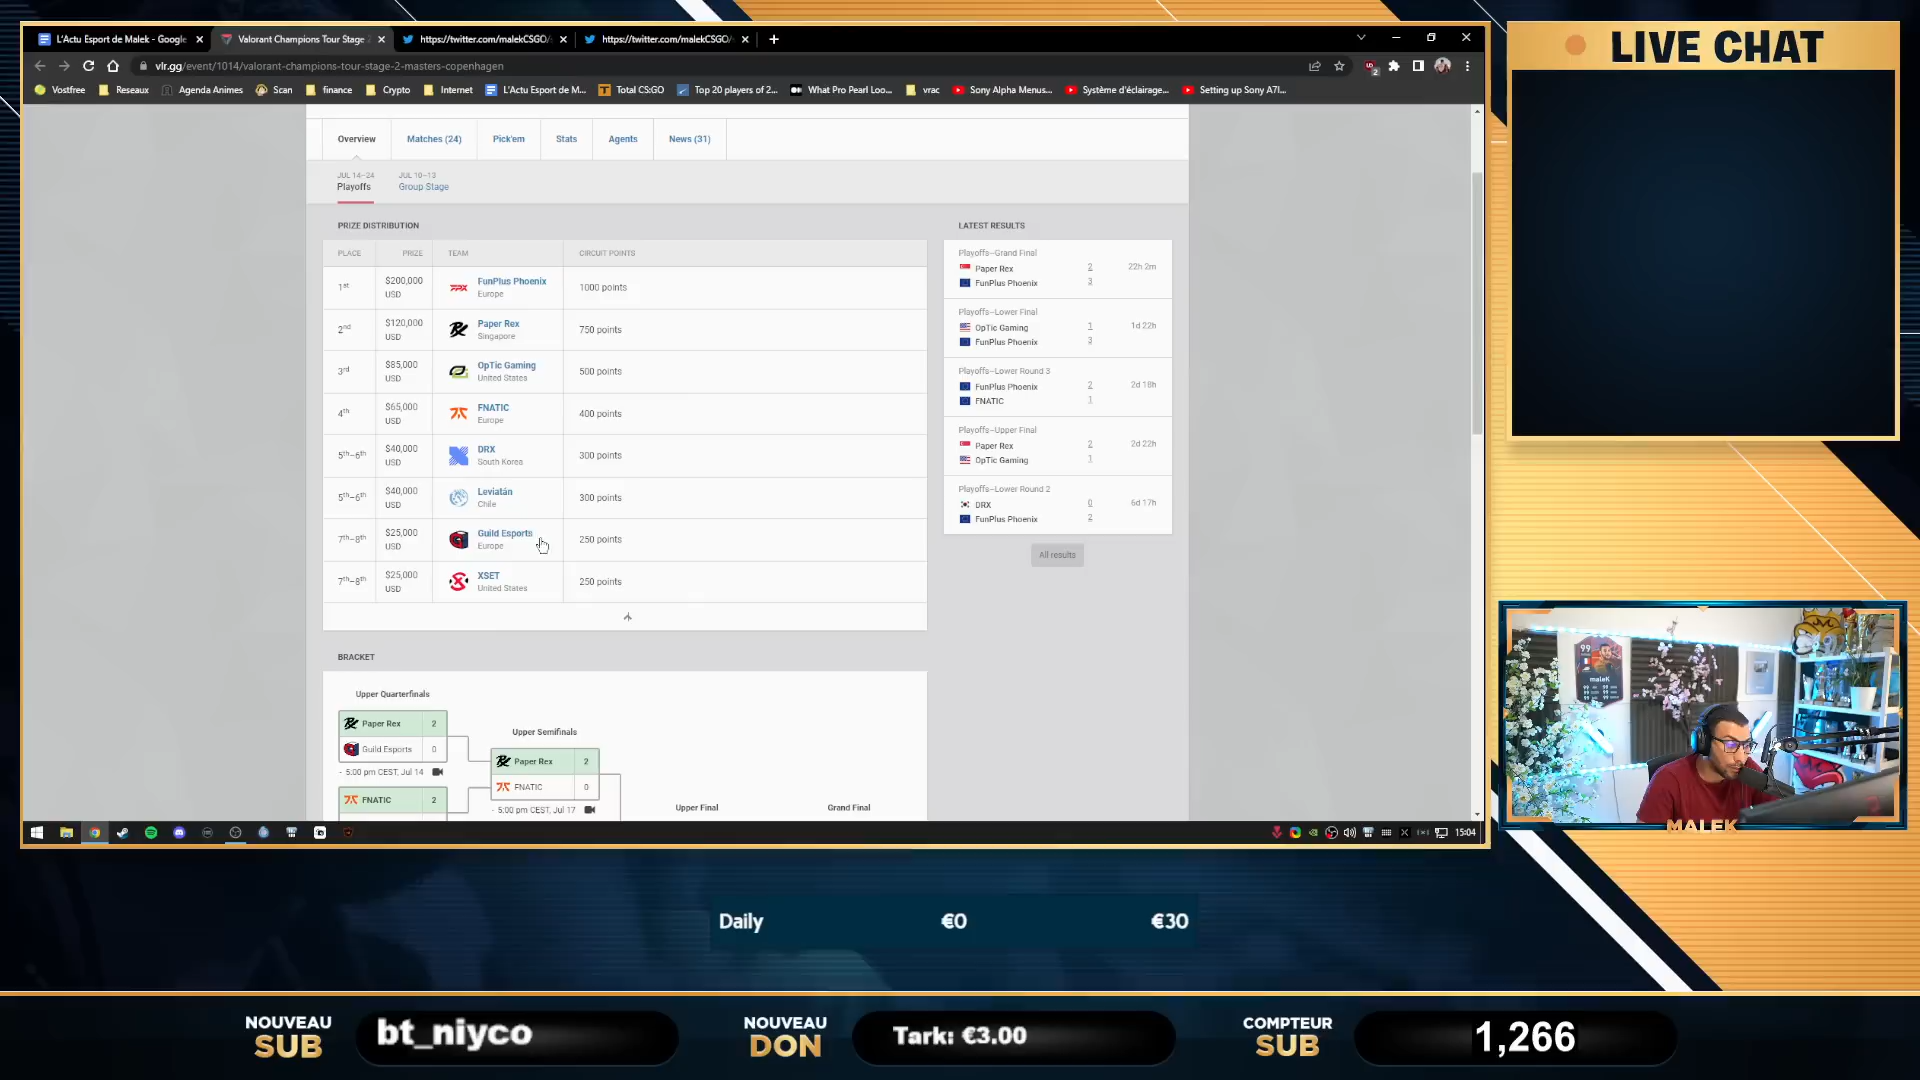 L'Actu Esport de Malek - Google
Valorant Champions Tour Stage 2
https://twitter.com/malekCSGO/
https://twitter.com/malekCSGO/
vlr.gg/event/1014/valorant-champions-tour-stage-2-masters-copenhagen
Vostfree
Reseaux
Agenda Animes
Scan
finance
Crypto
Internet
L'Actu Esport de M...
Total CS:GO
Top 20 players of 2...
What Pro Pearl Loo...
vrac
Sony Alpha Menus...
Système d'éclairage...
Setting up Sony A7I...
Overview
Matches (24)
Pick'em
Stats
Agents
News (31)
JUL 14–24
Playoffs
JUL 10–13
Group Stage
PRIZE DISTRIBUTION
PLACE PRIZE TEAM CIRCUIT POINTS
1st $200,000 USD FunPlus Phoenix Europe 1000 points
2nd $120,000 USD Paper Rex Singapore 750 points
3rd $85,000 USD OpTic Gaming United States 500 points
4th $65,000 USD FNATIC Europe 400 points
5th–6th $40,000 USD DRX South Korea 300 points
5th–6th $40,000 USD Leviatán Chile 300 points
7th–8th $25,000 USD Guild Esports Europe 250 points
7th–8th $25,000 USD XSET United States 250 points
LATEST RESULTS
Playoffs–Grand Final
Paper Rex 2 22h 2m
FunPlus Phoenix 3
Playoffs–Lower Final
OpTic Gaming 1 1d 22h
FunPlus Phoenix 3
Playoffs–Lower Round 3
FunPlus Phoenix 2 2d 18h
FNATIC 1
Playoffs–Upper Final
Paper Rex 2 2d 22h
OpTic Gaming 1
Playoffs–Lower Round 2
DRX 0 6d 17h
FunPlus Phoenix 2
All results
BRACKET
Upper Quarterfinals
Paper Rex 2
Guild Esports 0
- 5:00 pm CEST, Jul 14
FNATIC 2
Upper Semifinals
Paper Rex 2
FNATIC 0
- 5:00 pm CEST, Jul 17
Upper Final
Grand Final
15:04
LIVE CHAT
99
maleK
MALEK
Daily €0 €30
NOUVEAU
SUB
bt_niyco
NOUVEAU
DON
Tark: €3.00
COMPTEUR
SUB
1,266